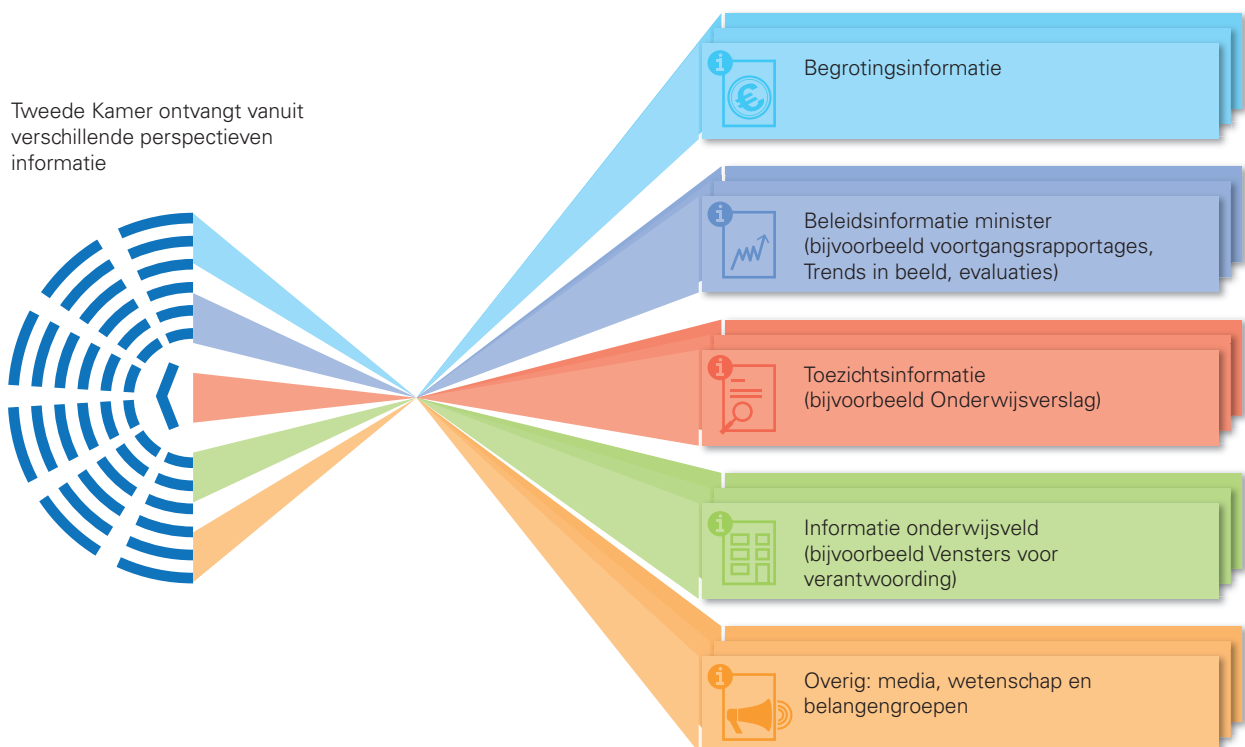 Tweede Kamer ontvangt vanuit
verschillende perspectieven
informatie
i
€
Begrotingsinformatie
i
Beleidsinformatie minister
(bijvoorbeeld voortgangsrapportages,
Trends in beeld, evaluaties)
i
Toezichtsinformatie
(bijvoorbeeld Onderwijsverslag)
i
Informatie onderwijsveld
(bijvoorbeeld Vensters voor
verantwoording)
i
Overig: media, wetenschap en
belangengroepen